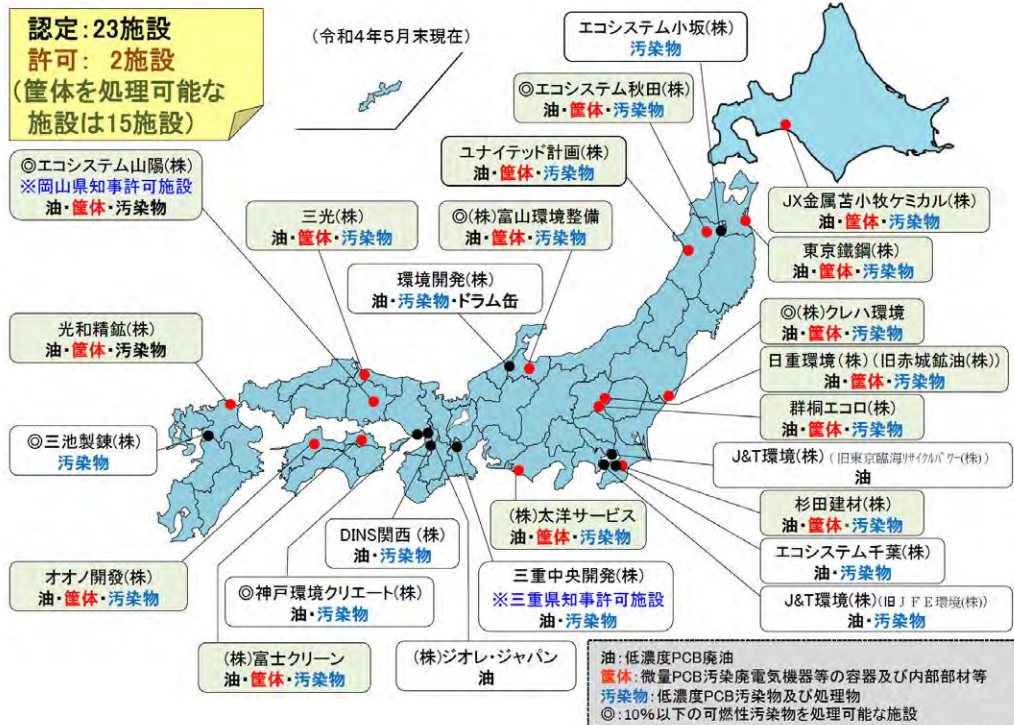 認定:23施設
許可: 2施設
(筐体を処理可能な
施設は15施設)
(令和4年5月末現在)
エコシステム小坂(株)
汚染物
◎エコシステム秋田(株)
油・筐体・汚染物
ユナイテッド計画(株)
油・筐体・汚染物
◎エコシステム山陽(株)
※岡山県知事許可施設
油・筐体・汚染物
三光(株)
油・筐体・汚染物
◎(株)富山環境整備
油・筐体・汚染物
JX金属苫小牧ケミカル(株)
油・筐体・汚染物
東京鐵鋼(株)
油・筐体・汚染物
環境開発(株)
油・汚染物・ドラム缶
◎(株)クレハ環境
油・筐体・汚染物
光和精鉱(株)
油・筐体・汚染物
日重環境(株)(旧赤城鉱油(株))
油・筐体・汚染物
群桐エコロ(株)
油・筐体・汚染物
◎三池製錬(株)
汚染物
J&T環境(株)(旧東京臨海リサイクルパワー(株))
油
杉田建材(株)
油・筐体・汚染物
(株)太洋サービス
油・筐体・汚染物
DINS関西(株)
油・汚染物
エコシステム千葉(株)
油・汚染物
オオノ開發(株)
油・筐体・汚染物
◎神戸環境クリエート(株)
油・汚染物
三重中央開発(株)
※三重県知事許可施設
油・汚染物
J&T環境(株)(旧JFE環境(株))
油・汚染物
(株)富士クリーン
油・筐体・汚染物
(株)ジオレ・ジャパン
油
油:低濃度PCB廃油
筐体:微量PCB汚染廃電気機器等の容器及び内部部材等
汚染物:低濃度PCB汚染物及び処理物
◎:10%以下の可燃性汚染物を処理可能な施設